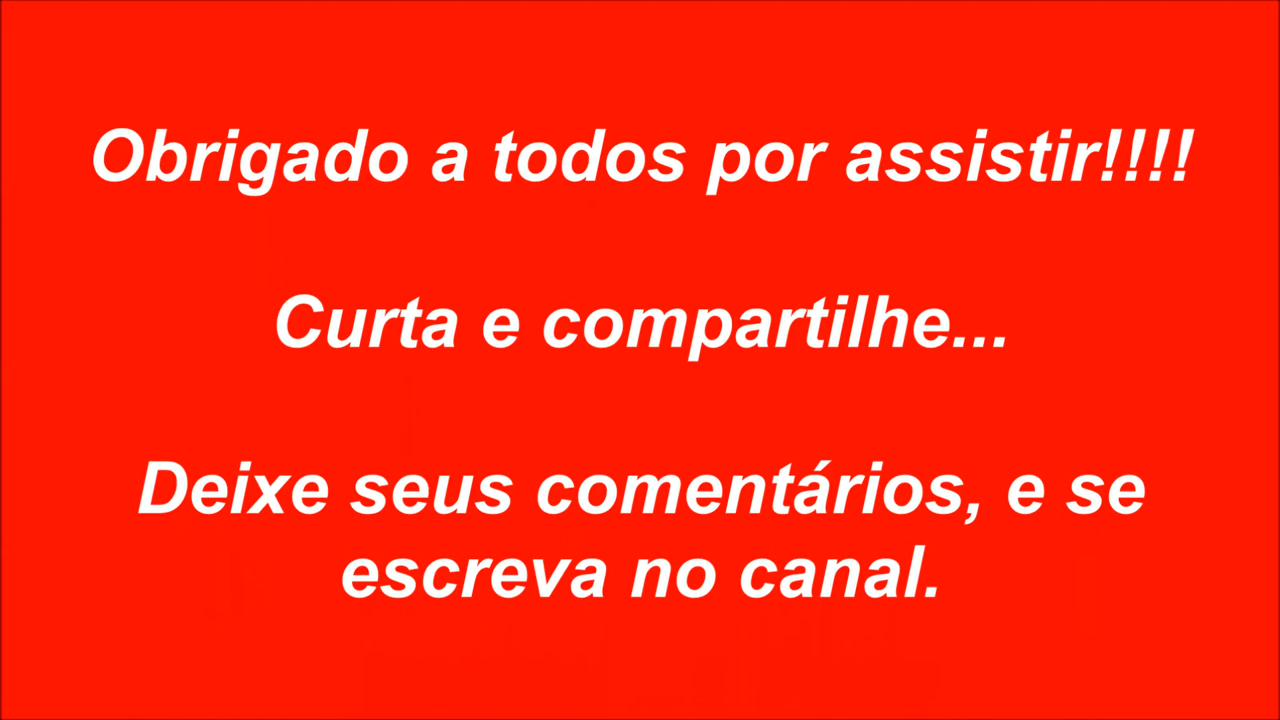 Obrigado a todos por assistir!!!!
Curta e compartilhe...
Deixe seus comentários, e se
escreva no canal.